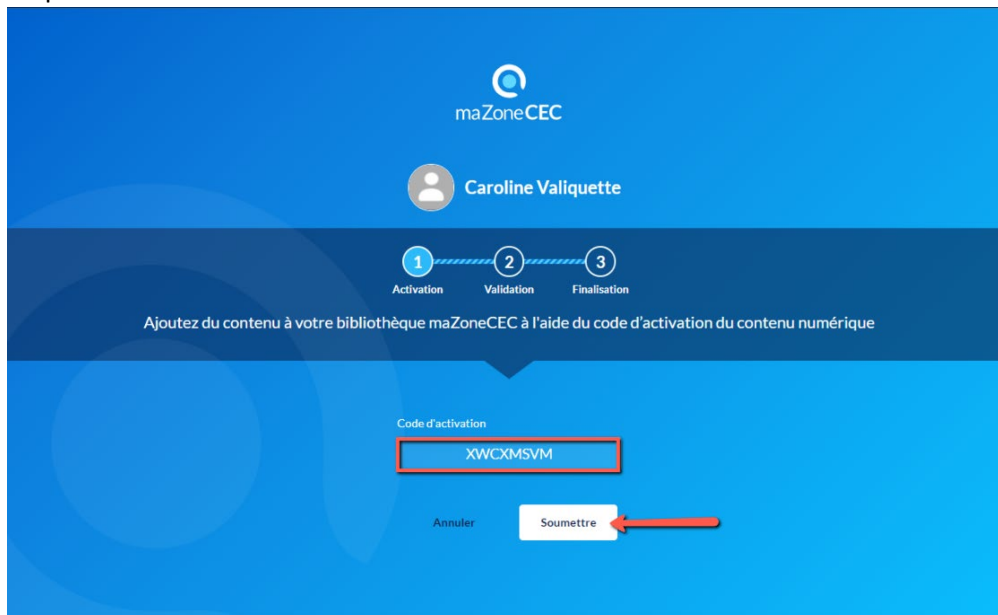 maZoneCEC
Caroline Valiquette
1 2 3
Activation Validation Finalisation
Ajoutez du contenu à votre bibliothèque maZoneCEC à l'aide du code d'activation du contenu numérique
Code d'activation
XWCXMSVM
Annuler Soumettre